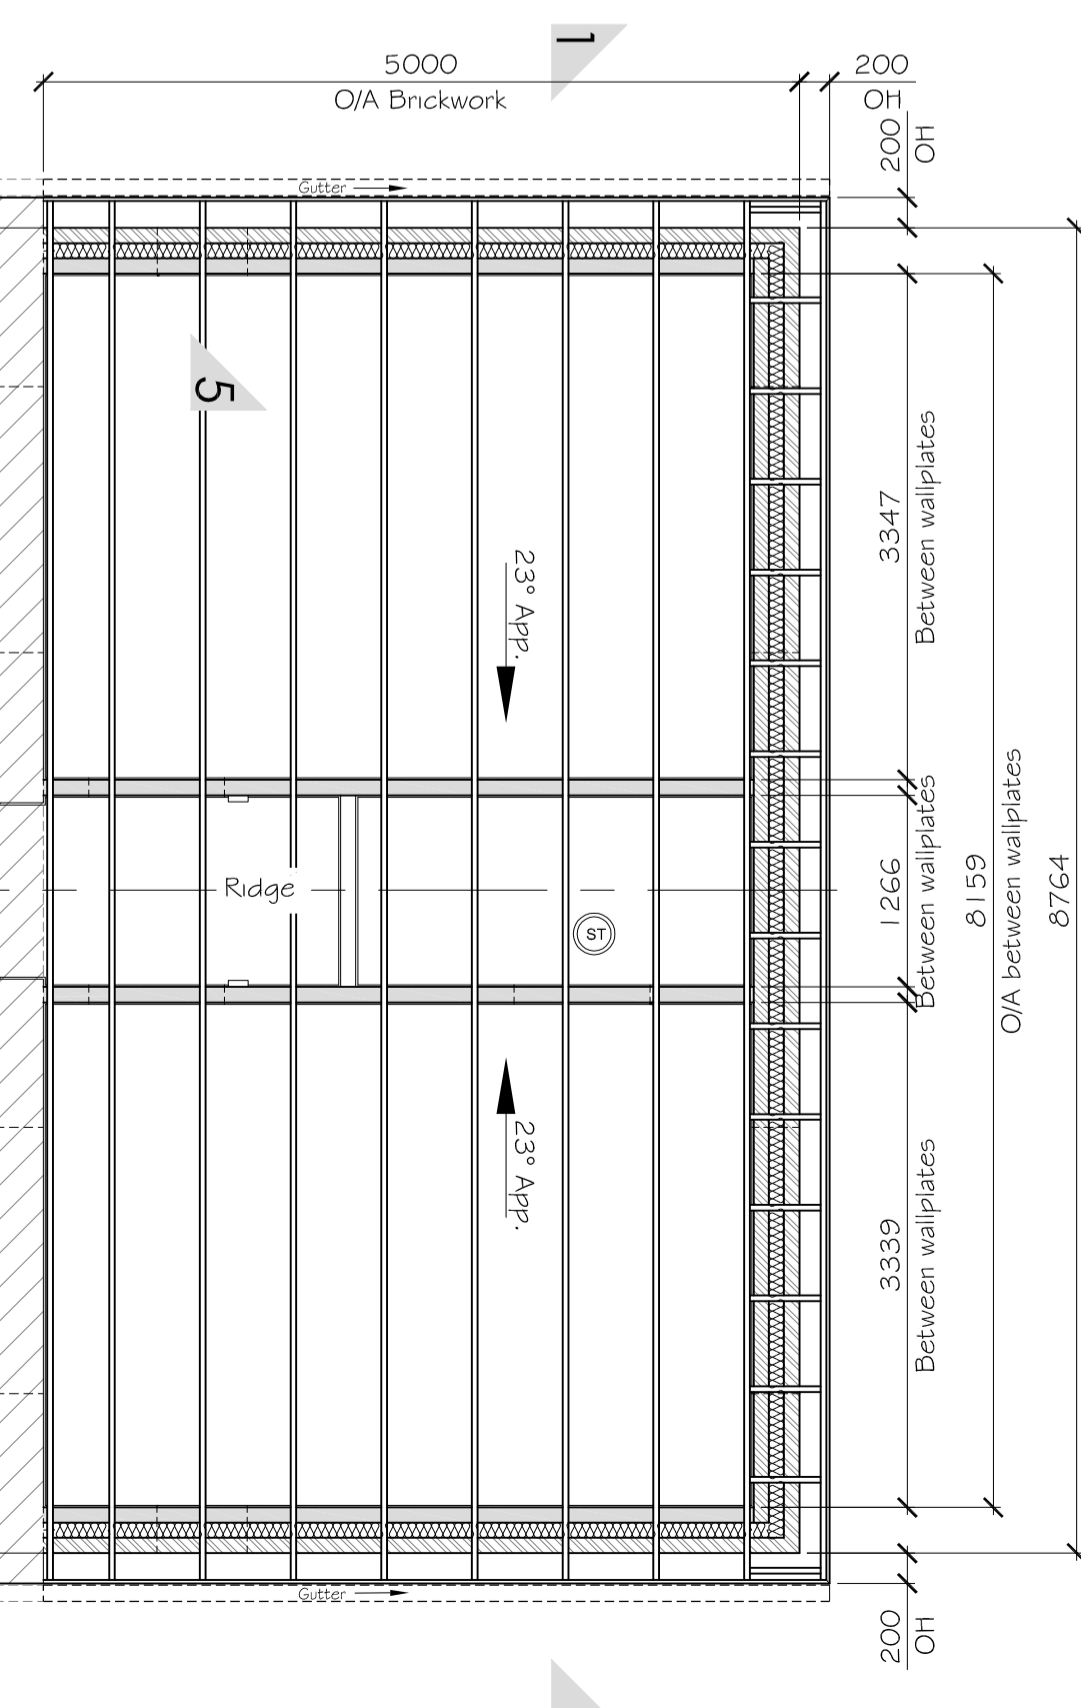 1
5000
O/A Brickwork
200
OH
200
OH
Gutter
5
23° App.
3347
Between wallplates
Ridge
ST
1266
Between wallplates
8159
O/A between wallplates
8764
23° App.
3339
Between wallplates
Gutter
200
OH